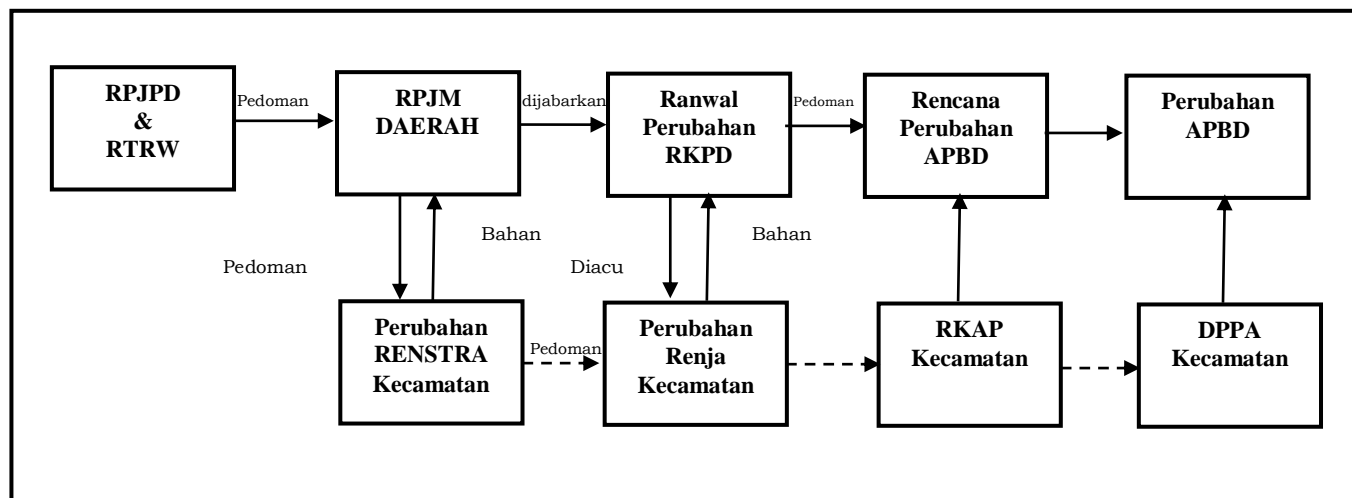 RPJPD
&
RTRW
Pedoman
RPJM
DAERAH
dijabarkan
Ranwal
Perubahan
RKPD
Pedoman
Rencana
Perubahan
APBD
Perubahan
APBD
Pedoman
Bahan
Diacu
Bahan
Perubahan
RENSTRA
Kecamatan
Pedoman
Perubahan
Renja
Kecamatan
RKAP
Kecamatan
DPPA
Kecamatan